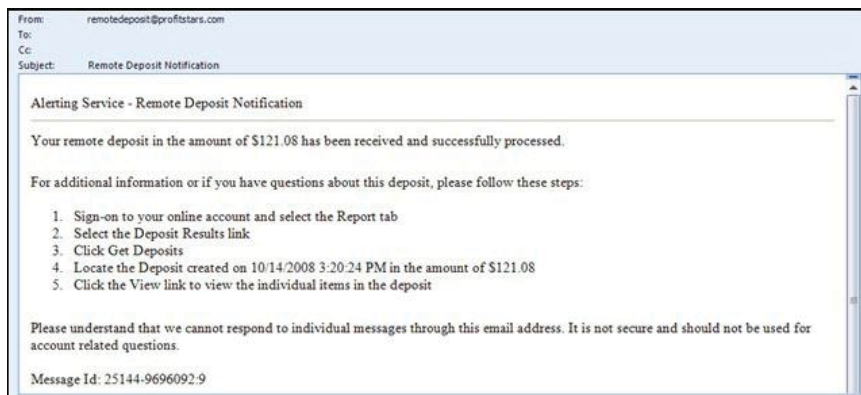 From: remotedeposit@profitstars.com
To:
Cc:
Subject: Remote Deposit Notification
Alerting Service - Remote Deposit Notification
Your remote deposit in the amount of $121.08 has been received and successfully processed.
For additional information or if you have questions about this deposit, please follow these steps:
1. Sign-on to your online account and select the Report tab
2. Select the Deposit Results link
3. Click Get Deposits
4. Locate the Deposit created on 10/14/2008 3:20:24 PM in the amount of $121.08
5. Click the View link to view the individual items in the deposit
Please understand that we cannot respond to individual messages through this email address. It is not secure and should not be used for
account related questions.
Message Id: 25144-9696092:9